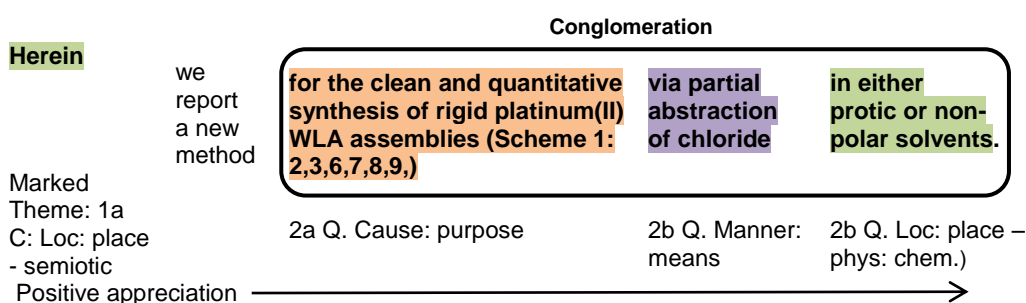 Conglomeration
Herein
we
report
a new
method
for the clean and quantitative
synthesis of rigid platinum(II)
WLA assemblies (Scheme 1:
2,3,6,7,8,9,)
via partial
abstraction
of chloride
in either
protic or non-
polar solvents.
Marked
Theme: 1a
C: Loc: place
- semiotic
2a Q. Cause: purpose
2b Q. Manner:
means
2b Q. Loc: place –
phys: chem.)
Positive appreciation